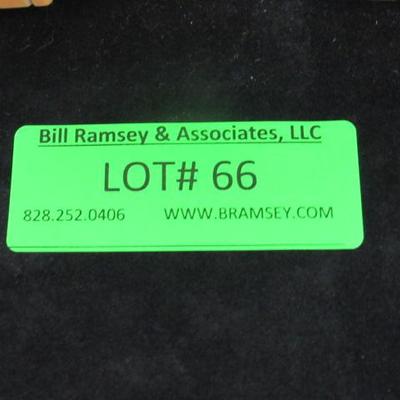 Bill Ramsey & Associates, LLC
LOT# 66
828.252.0406 WWW.BRAMSEY.COM